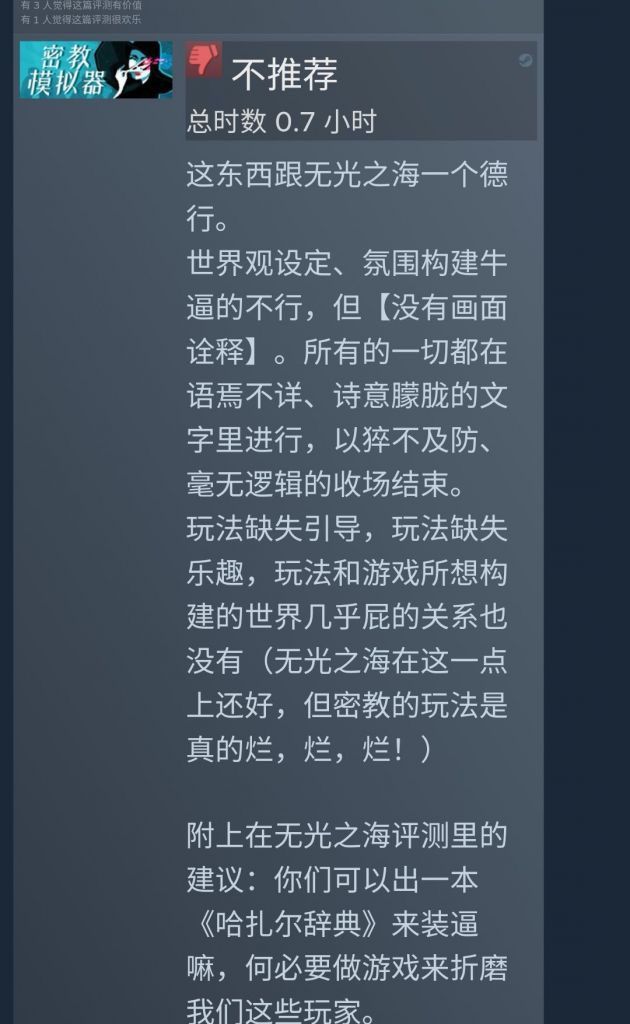 有 3 人觉得这篇评测有价值
有 1 人觉得这篇评测很欢乐
密教
模拟器
不推荐
总时数 0.7 小时
这东西跟无光之海一个德
行。
世界观设定、氛围构建牛
逼的不行，但【没有画面
诠释】。所有的一切都在
语焉不详、诗意朦胧的文
字里进行，以猝不及防、
毫无逻辑的收场结束。
玩法缺失引导，玩法缺失
乐趣，玩法和游戏所想构
建的世界几乎屁的关系也
没有（无光之海在这一点
上还好，但密教的玩法是
真的烂，烂，烂！）
附上在无光之海评测里的
建议：你们可以出一本
《哈扎尔辞典》来装逼
嘛，何必要做游戏来折磨
我们这些玩家。